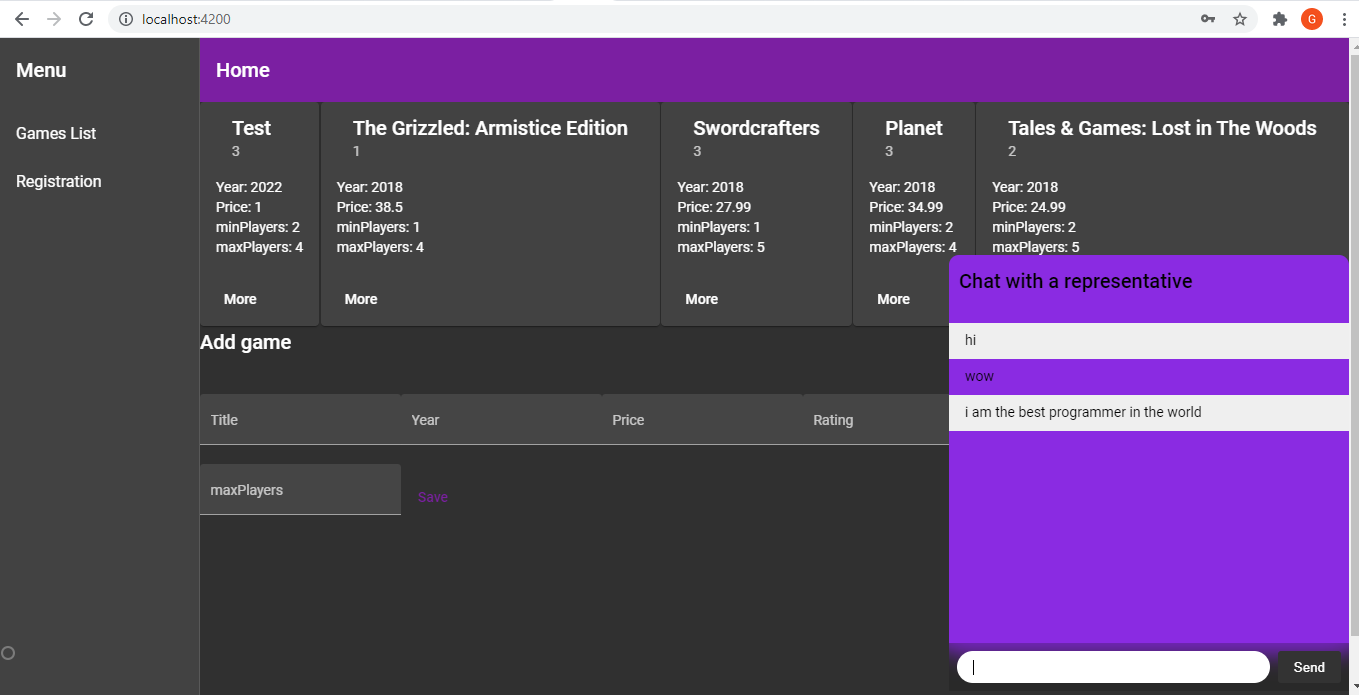 localhost:4200
G
Menu
Home
Games List
Registration
Test
3
Year: 2022
Price: 1
minPlayers: 2
maxPlayers: 4
More
The Grizzled: Armistice Edition
1
Year: 2018
Price: 38.5
minPlayers: 1
maxPlayers: 4
More
Swordcrafters
3
Year: 2018
Price: 27.99
minPlayers: 1
maxPlayers: 5
More
Planet
3
Year: 2018
Price: 34.99
minPlayers: 2
maxPlayers: 4
More
Tales & Games: Lost in The Woods
2
Year: 2018
Price: 24.99
minPlayers: 2
maxPlayers: 5
Add game
Title
Year
Price
Rating
maxPlayers
Save
Chat with a representative
hi
wow
i am the best programmer in the world
Send